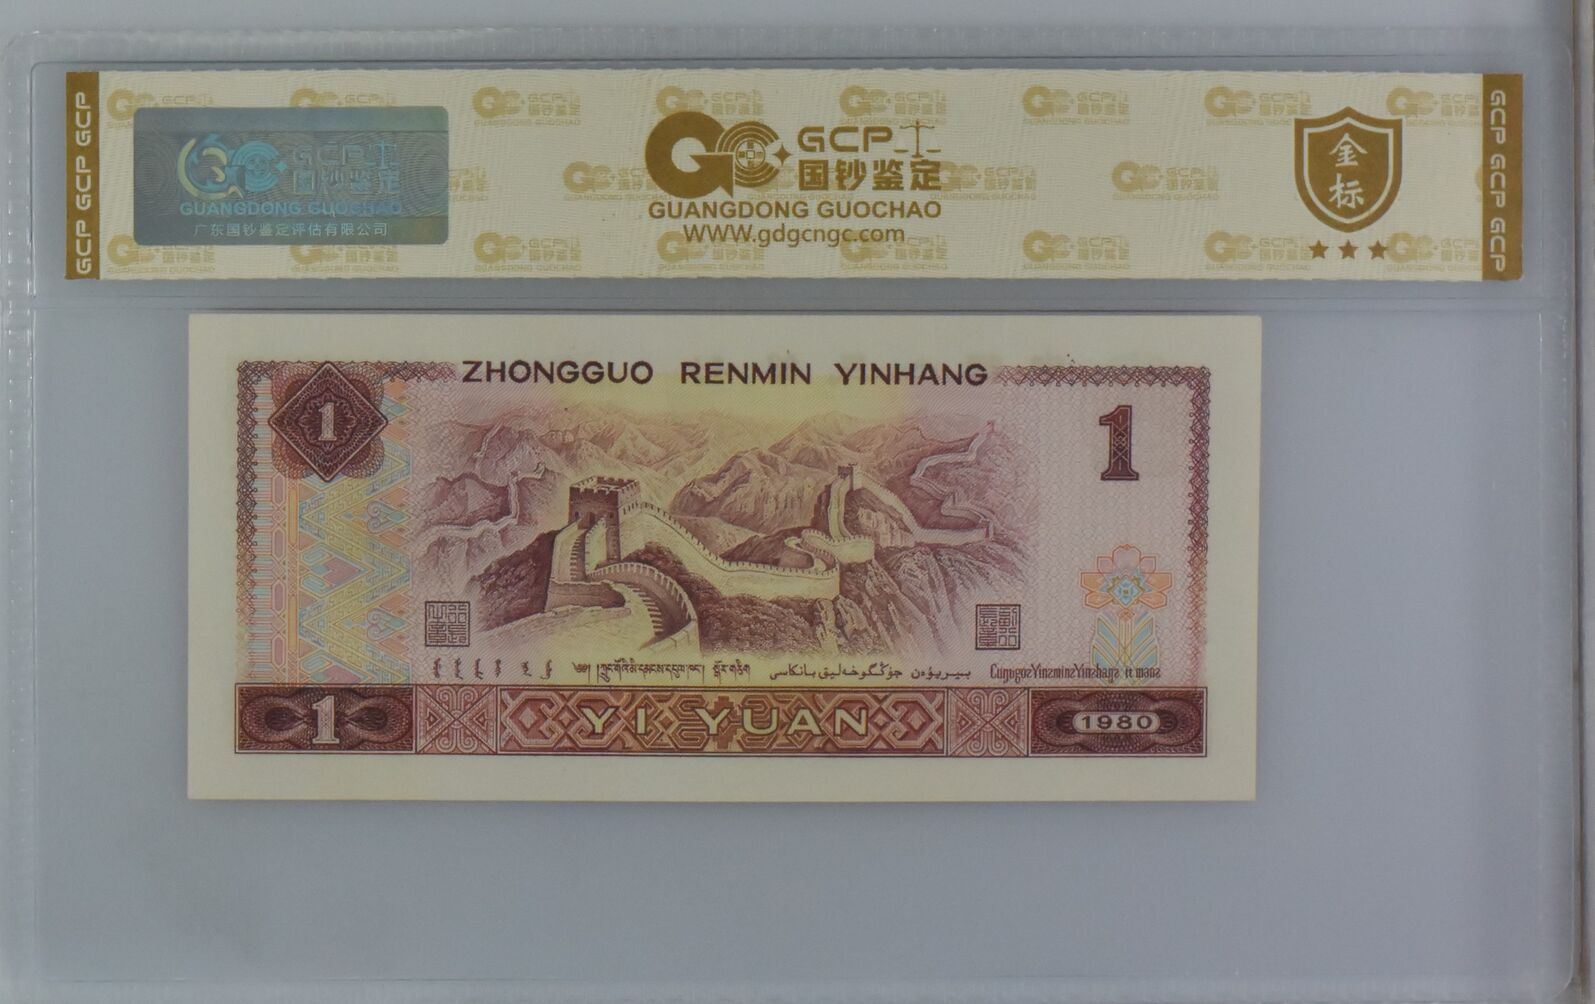 GCP GCP GCP
GCP
国钞鉴定
GUANGDONG GUOCHAO
广东国钞鉴定评估有限公司
GCP
国钞鉴定
GUANGDONG GUOCHAO
WWW.gdgcngc.com
金标
GCP GCP GCP
ZHONGGUO RENMIN YINHANG
1
1
1
YI YUAN
1980